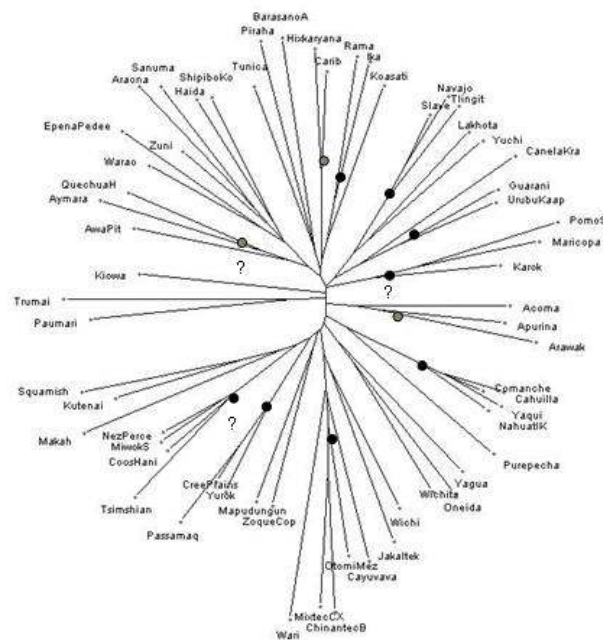 BarasanoA
Piraha
Hixkaryana
Rama
Ika
Carib
Tunica
Koasati
Sanuma
ShipiboKo
Araona
Haida
Navajo
Tlingit
Slave
Lakhota
Yuchi
EpenaPedee
Zuni
CanelaKra
Warao
Guarani
QuechuaH
UrubuKaap
Aymara
PomoS
AwaPit
Maricopa
?
Karok
Kiowa
?
Trumai
Acoma
Paumari
Apurina
Arawak
Squamish
Comanche
Kutenai
Cahuilla
Yaqui
NahuatlK
?
Makah
NezPerce
MiwokS
CoosHani
Purepecha
Yagua
CreePlains
Wichita
Yurok
Oneida
Tsimshian
Mapudungun
ZoqueCop
Wichi
Passamaq
Jakaltek
OtomiMez
Cayuvava
MixtecCX
Wari
ChinantecB